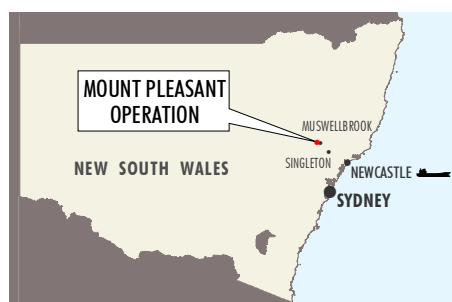 MOUNT PLEASANT
OPERATION
MUSWELLBROOK
SINGLETON
NEW SOUTH WALES
NEWCASTLE
SYDNEY